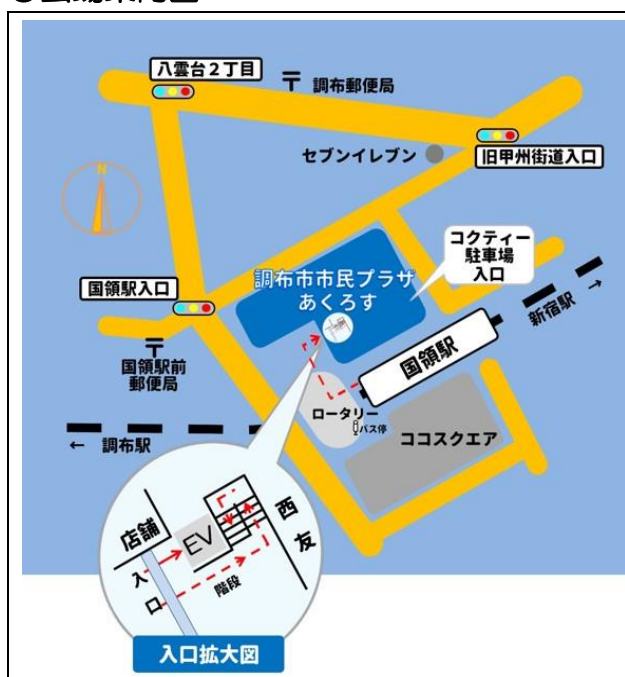 八雲台2丁目
〒 調布郵便局
セブンイレブン
旧甲州街道入口
N
コクティー
駐車場
入口
調布市市民プラザ
あくろす
国領駅入口
新宿駅 →
〒
国領駅前
郵便局
国領駅
ロータリー
バス停
← 調布駅
ココスクエア
店舗
EV
西友
入口
階段
入口拡大図